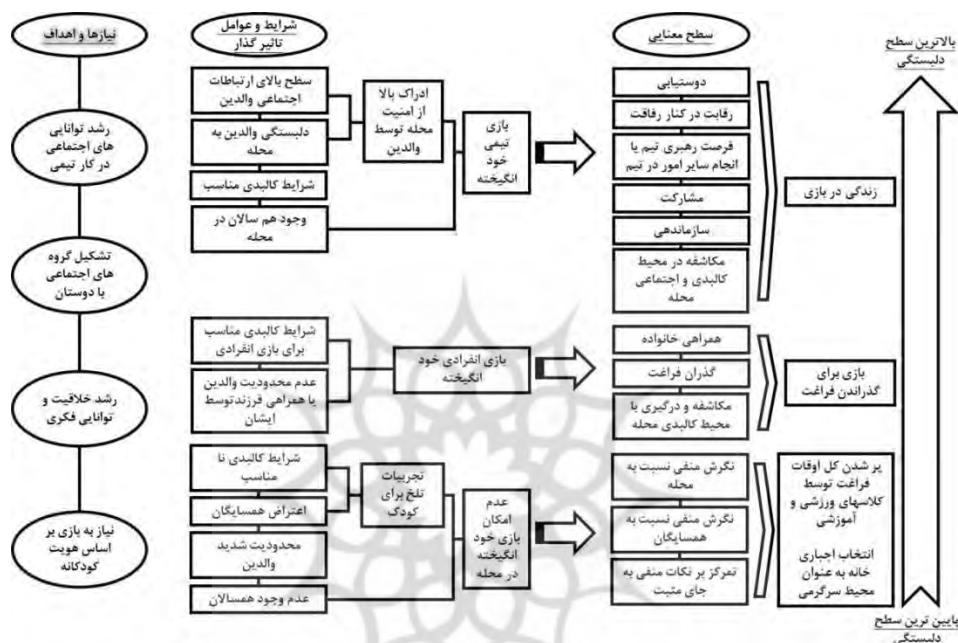 نیازها و اهداف
شرایط و عوامل
تاثیر گذار
سطح معنایی
بالاترین سطح
دلبستگی
رشد توانایی
های اجتماعی
در کار تیمی
تشکیل گروه
های اجتماعی
با دوستان
رشد خلاقیت و
توانایی فکری
نیاز به بازی بر
اساس هویت
کودکانه
سطح بالای ارتباطات
اجتماعی والدین
دلبستگی والدین به
محله
شرایط کالبدی مناسب
وجود هم سالان در
محله
ادراک بالا
از امنیت
محله توسط
والدین
بازی
تیمی
خود
انگیخته
دوستیابی
رقابت در کنار رفاقت
فرصت رهبری تیم یا
انجام سایر امور در تیم
مشارکت
سازماندهی
مکاشفه در محیط
کالبدی و اجتماعی
محله
زندگی در بازی
شرایط کالبدی مناسب
برای بازی انفرادی
عدم محدودیت والدین
یا همراهی فرزندتوسط
ایشان
بازی انفرادی خود
انگیخته
همراهی خانواده
گذران فراغت
مکاشفه و درگیری با
محیط کالبدی محله
بازی برای
گذراندن فراغت
شرایط کالبدی نا
مناسب
اعتراض همسایگان
محدودیت شدید
والدین
عدم وجود همسالان
تجربیات
تلخ برای
کودک
عدم
امکان
بازی خود
انگیخته
در محله
نگرش منفی نسبت به
محله
نگرش منفی نسبت به
همسایگان
تمرکز بر نکات منفی به
جای مثبت
پر شدن کل اوقات
فراغت توسط
کلاسهای ورزشی و
آموزشی
انتخاب اجباری
خانه به عنوان
محیط سرگرمی
پایین ترین سطح
دلبستگی